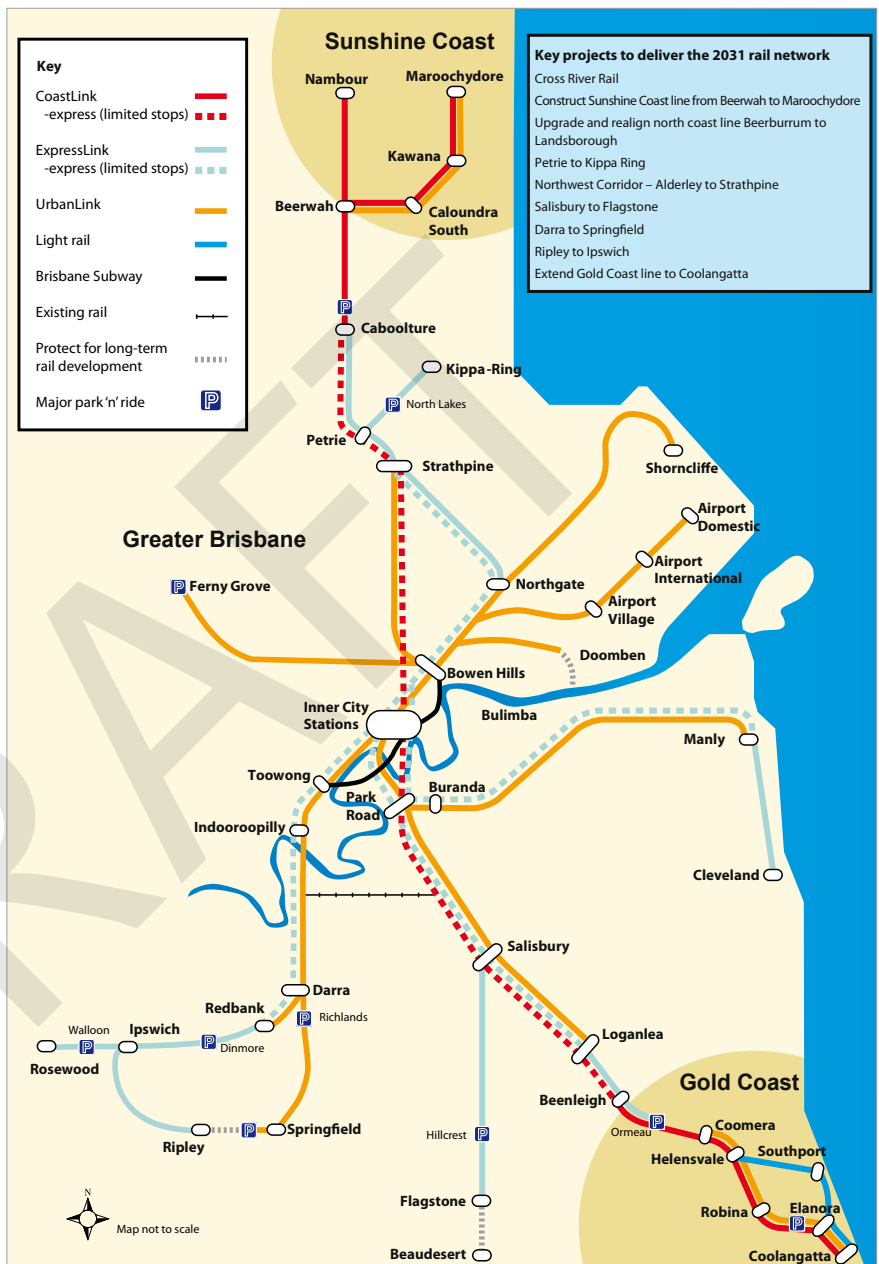 Sunshine Coast
Key
CoastLink
-express (limited stops)
ExpressLink
-express (limited stops)
UrbanLink
Light rail
Brisbane Subway
Existing rail
Protect for long-term
rail development
Major park 'n' ride
P
Key projects to deliver the 2031 rail network
Cross River Rail
Construct Sunshine Coast line from Beerwah to Maroochydore
Upgrade and realign north coast line Beerburrum to
Landsborough
Petrie to Kippa Ring
Northwest Corridor – Alderley to Strathpine
Salisbury to Flagstone
Darra to Springfield
Ripley to Ipswich
Extend Gold Coast line to Coolangatta
Nambour
Maroochydore
Kawana
Beerwah
Caloundra
South
P
Caboolture
Kippa-Ring
P North Lakes
Petrie
Strathpine
Shorncliffe
Airport
Domestic
Greater Brisbane
Airport
International
P Ferny Grove
Northgate
Airport
Village
Doomben
Bowen Hills
Inner City
Stations
Bulimba
Manly
Toowong
Buranda
Park
Road
Indooroopilly
Cleveland
Salisbury
Darra
Redbank
P Richlands
Walloon
P
Ipswich
P
Dinmore
Rosewood
Loganlea
Gold Coast
Beenleigh
P
Ormeau
Coomera
P
Springfield
Ripley
Hillcrest P
Helensvale
Southport
Flagstone
Robina
P
Elanora
N
Map not to scale
Beaudesert
Coolangatta
DRAFT